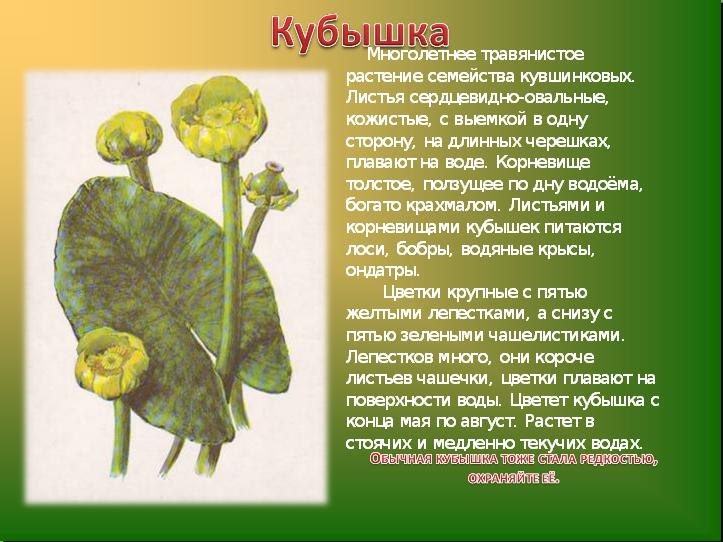 Кубышка
Многолетнее травянистое
растение семейства кувшинковых.
Листья сердцевидно-овальные,
кожистые, с выемкой в одну
сторону, на длинных черешках,
плавают на воде. Корневище
толстое, ползущее по дну водоёма,
богато крахмалом. Листьями и
корневищами кубышек питаются
лоси, бобры, водяные крысы,
ондатры.
Цветки крупные с пятью
желтыми лепестками, а снизу с
пятью зелеными чашелистиками.
Лепестков много, они короче
листьев чашечки, цветки плавают на
поверхности воды. Цветет кубышка с
конца мая по август. Растет в
стоячих и медленно текучих водах.
Обычная кубышка тоже стала редкостью,
охраняйте её.